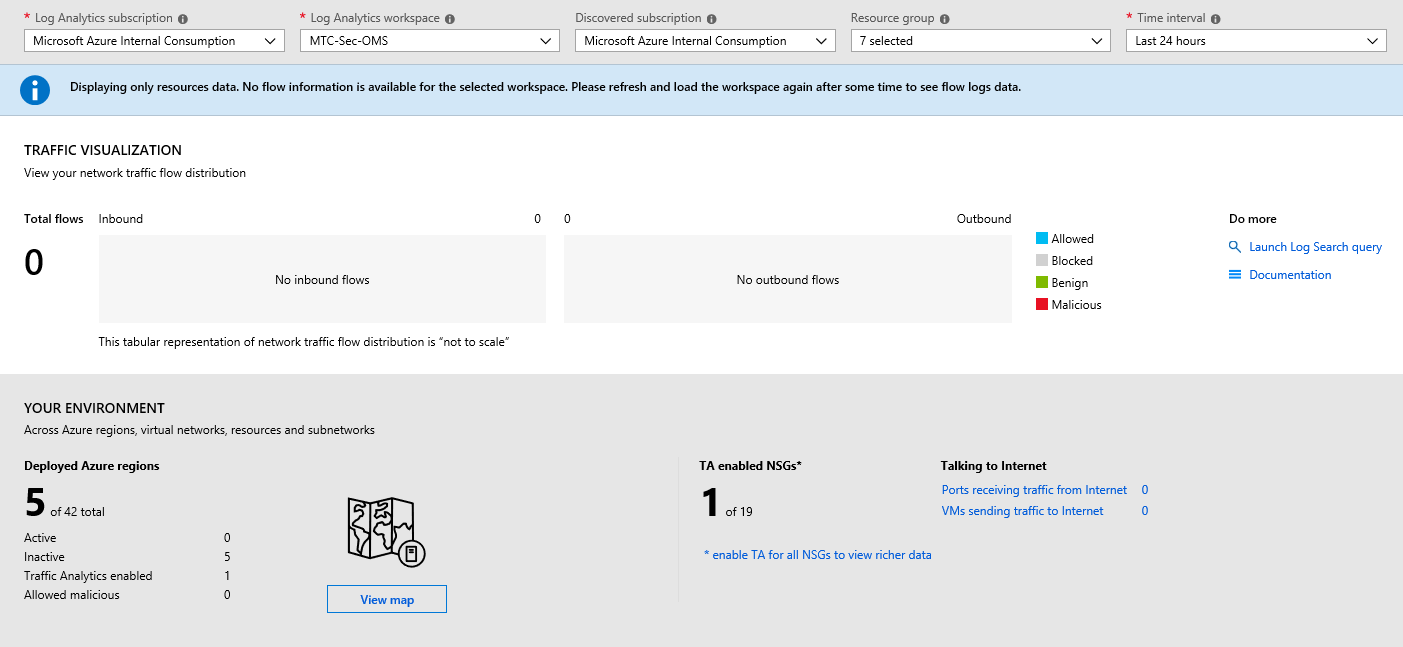 * Log Analytics subscription
* Log Analytics workspace
Discovered subscription
Resource group
* Time interval
Microsoft Azure Internal Consumption
MTC-Sec-OMS
Microsoft Azure Internal Consumption
7 selected
Last 24 hours
Displaying only resources data. No flow information is available for the selected workspace. Please refresh and load the workspace again after some time to see flow logs data.
TRAFFIC VISUALIZATION
View your network traffic flow distribution
Total flows
0
Inbound 0
No inbound flows
0 Outbound
No outbound flows
This tabular representation of network traffic flow distribution is “not to scale”
Allowed
Blocked
Benign
Malicious
Do more
Launch Log Search query
Documentation
YOUR ENVIRONMENT
Across Azure regions, virtual networks, resources and subnetworks
Deployed Azure regions
5 of 42 total
Active 0
Inactive 5
Traffic Analytics enabled 1
Allowed malicious 0
View map
TA enabled NSGs*
1 of 19
* enable TA for all NSGs to view richer data
Talking to Internet
Ports receiving traffic from Internet 0
VMs sending traffic to Internet 0